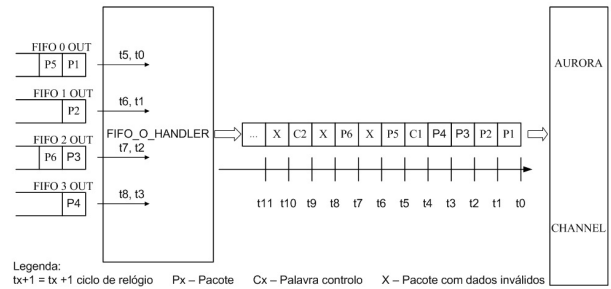 FIFO 0 OUT
P5 P1
t5, t0
FIFO 1 OUT
P2
t6, t1
FIFO 2 OUT
P6 P3
t7, t2
FIFO 3 OUT
P4
t8, t3
FIFO_O_HANDLER
... X C2 X P6 X P5 C1 P4 P3 P2 P1
t11 t10 t9 t8 t7 t6 t5 t4 t3 t2 t1 t0
AURORA
CHANNEL
Legenda:
tx+1 = tx +1 ciclo de relógio Px – Pacote Cx – Palavra controlo X – Pacote com dados inválidos